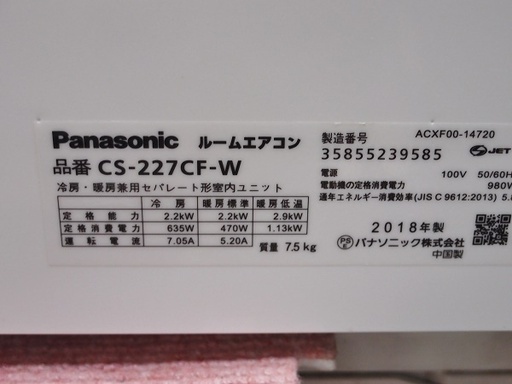 Panasonic ルームエアコン
品番 CS-227CF-W
冷房・暖房兼用セパレート形室内ユニット
冷房 暖房標準 暖房低温
定格能力 2.2kW 2.2kW 2.9kW
定格消費電力 635W 470W 1.13kW
運転電流 7.05A 5.20A
質量 7.5kg
ACXF00-14720
製造番号
35855239585
JET
電源 100V 50/60H
電動機の定格消費電力 980W
通年エネルギー消費効率(JIS C 9612:2013) 5.8
2018年製
PS E パナソニック株式会社
中国製